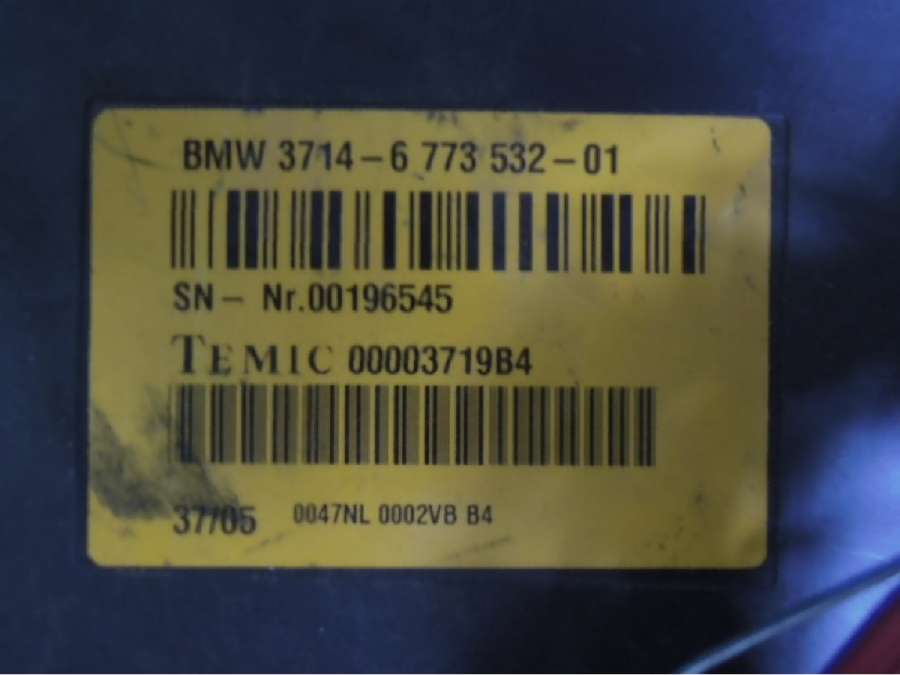 BMW 3714-6 773 532-01
SN- Nr.00196545
TEMIC 00003719B4
37/05 0047NL 0002VB B4